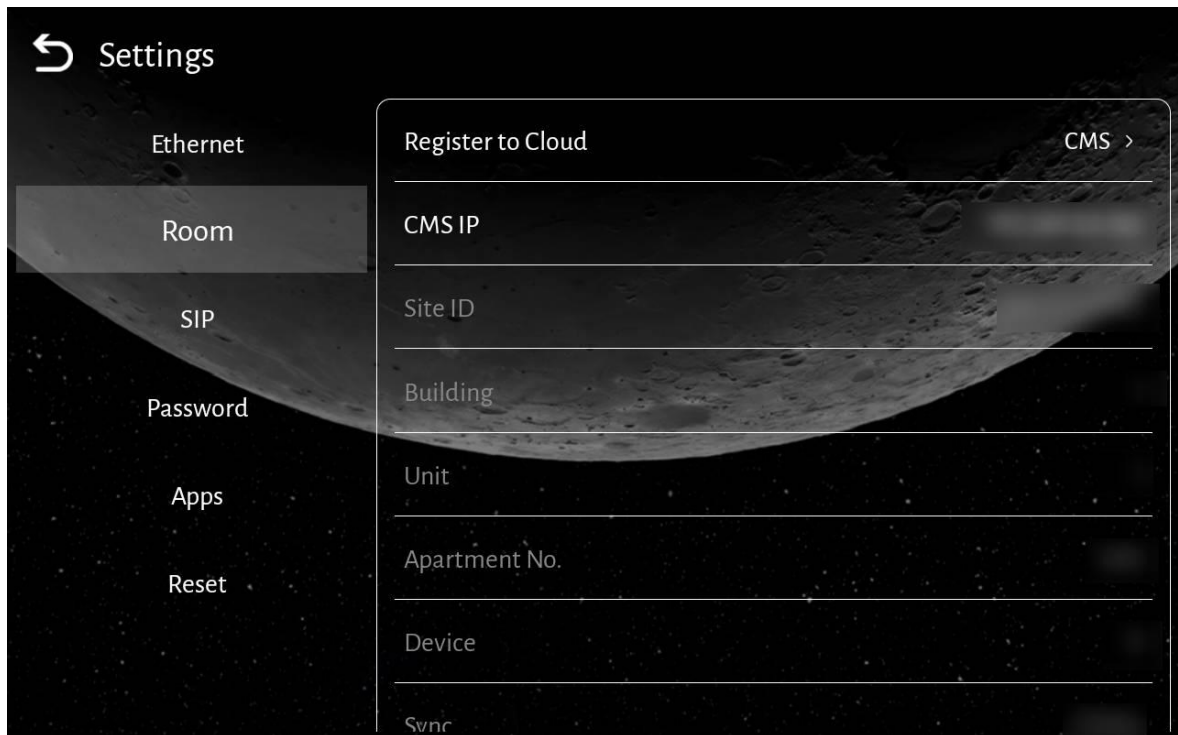 Settings
Ethernet
Room
SIP
Password
Apps
Reset
Register to Cloud CMS >
CMS IP
Site ID
Building
Unit
Apartment No.
Device
Sync